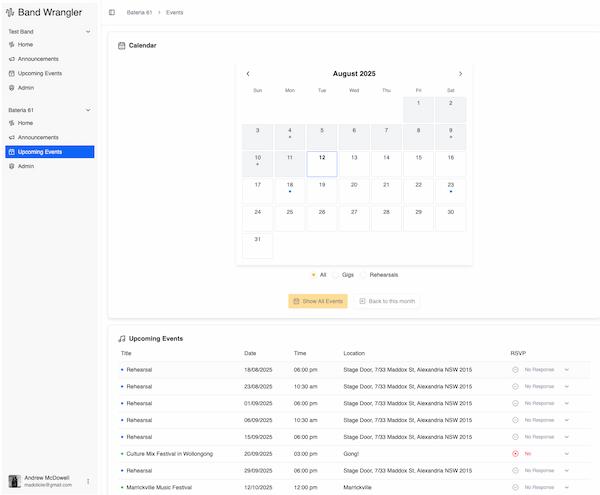 Band Wrangler
Bateria 61 > Events
Test Band
Home
Announcements
Upcoming Events
Admin
Bateria 61
Home
Announcements
Upcoming Events
Admin
Calendar
August 2025
Sun Mon Tue Wed Thu Fri Sat
1 2
3 4 5 6 7 8 9
10 11 12 13 14 15 16
17 18 19 20 21 22 23
24 25 26 27 28 29 30
31
All Gigs Rehearsals
Show All Events Back to this month
Upcoming Events
Title Date Time Location RSVP
Rehearsal 18/08/2025 06:00 pm Stage Door, 7/33 Maddox St, Alexandria NSW 2015 No Response
Rehearsal 23/08/2025 10:30 am Stage Door, 7/33 Maddox St, Alexandria NSW 2015 No Response
Rehearsal 01/09/2025 06:00 pm Stage Door, 7/33 Maddox St, Alexandria NSW 2015 No Response
Rehearsal 06/09/2025 10:30 am Stage Door, 7/33 Maddox St, Alexandria NSW 2015 No Response
Rehearsal 15/09/2025 06:00 pm Stage Door, 7/33 Maddox St, Alexandria NSW 2015 No Response
Culture Mix Festival in Wollongong 20/09/2025 03:00 pm Gong! No
Rehearsal 29/09/2025 06:00 pm Stage Door, 7/33 Maddox St, Alexandria NSW 2015 No Response
Marrickville Music Festival 12/10/2025 12:00 pm Marrickville No Response
Andrew McDowell